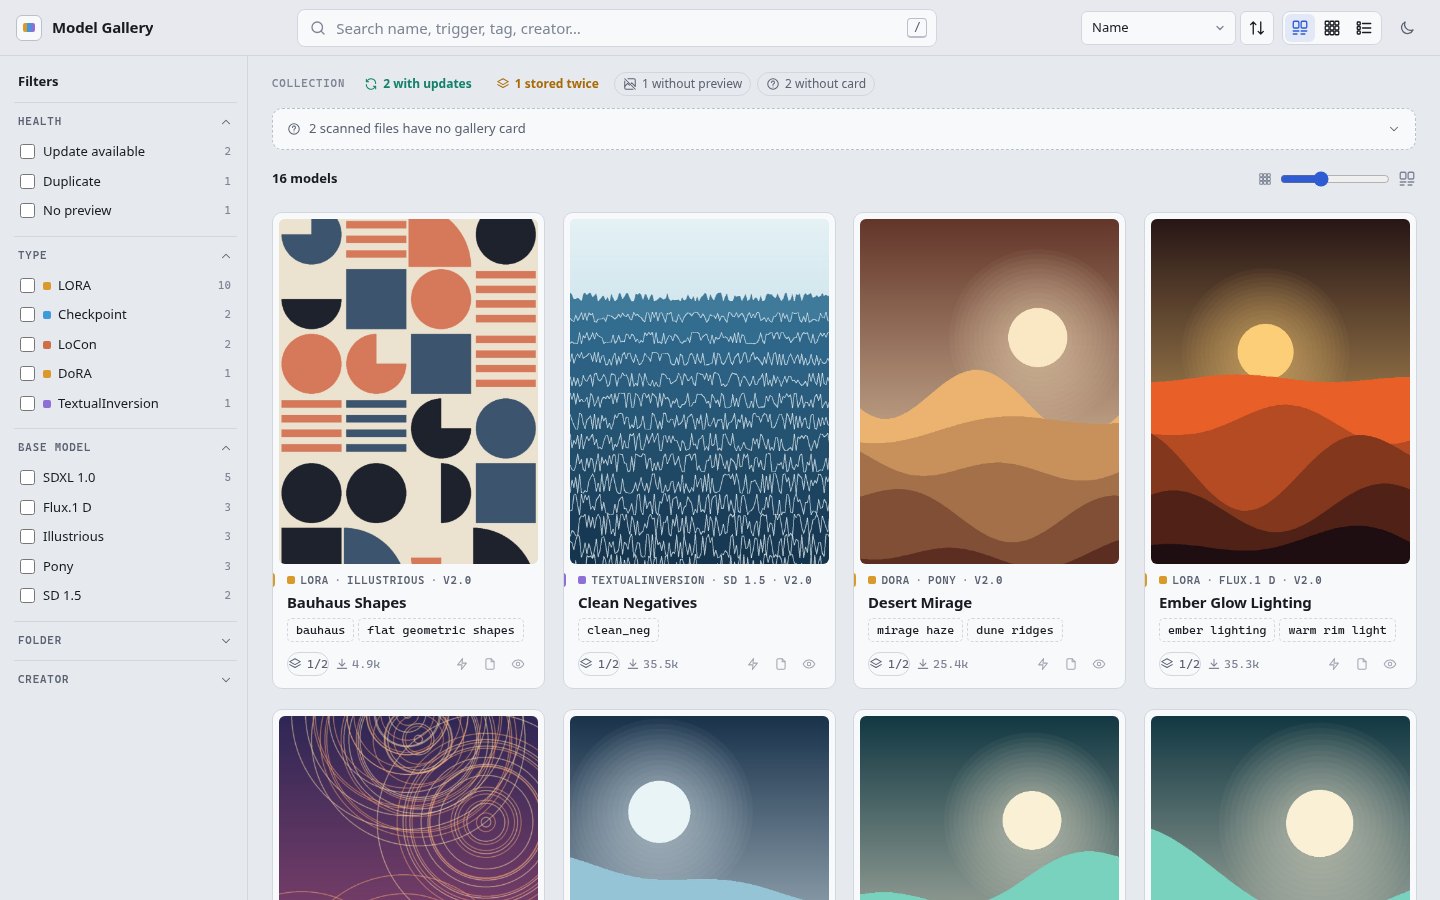 Model Gallery
Search name, trigger, tag, creator...
/
Name
Filters
HEALTH
Update available 2
Duplicate 1
No preview 1
TYPE
LORA 10
Checkpoint 2
LoCon 2
DoRA 1
TextualInversion 1
BASE MODEL
SDXL 1.0 5
Flux.1 D 3
Illustrious 3
Pony 3
SD 1.5 2
FOLDER
CREATOR
COLLECTION 2 with updates 1 stored twice 1 without preview 2 without card
2 scanned files have no gallery card
16 models
LORA · ILLUSTRIOUS · V2.0
Bauhaus Shapes
bauhaus flat geometric shapes
1/2 4.9k
TEXTUALINVERSION · SD 1.5 · V2.0
Clean Negatives
clean_neg
1/2 35.5k
DORA · PONY · V2.0
Desert Mirage
mirage haze dune ridges
1/2 25.4k
LORA · FLUX.1 D · V2.0
Ember Glow Lighting
ember lighting warm rim light
1/2 35.3k